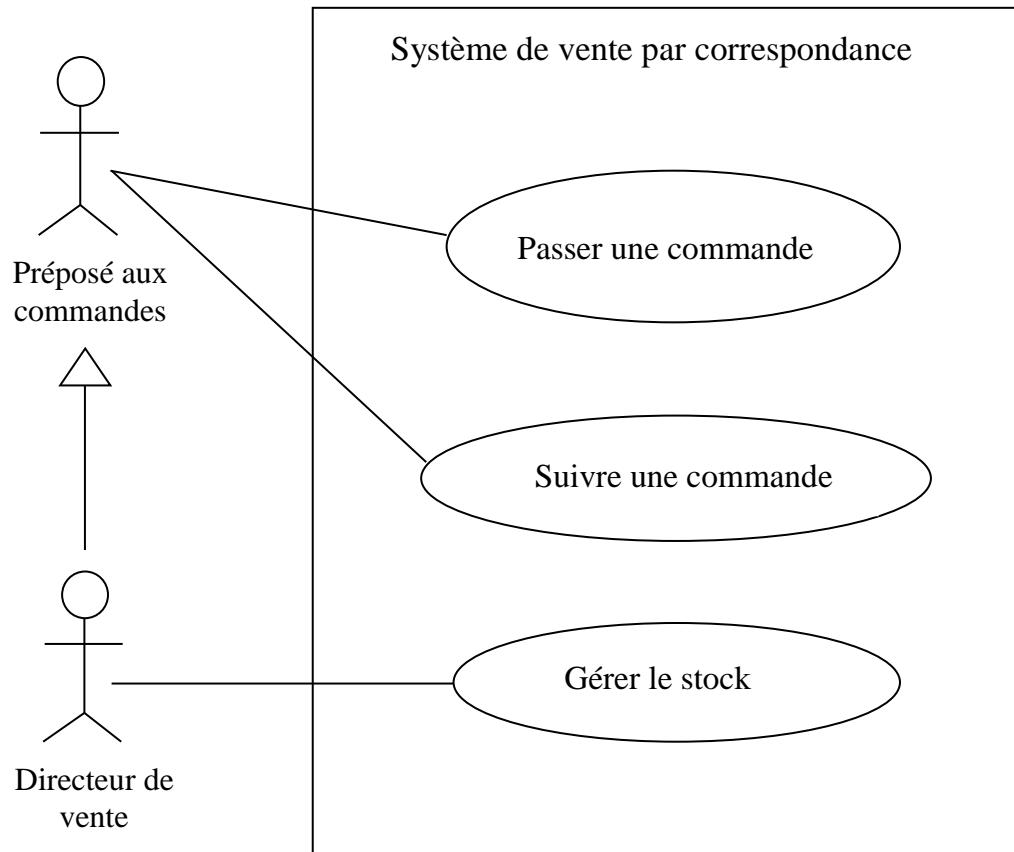 Système de vente par correspondance
Passer une commande
Préposé aux
commandes
Suivre une commande
Gérer le stock
Directeur de
vente